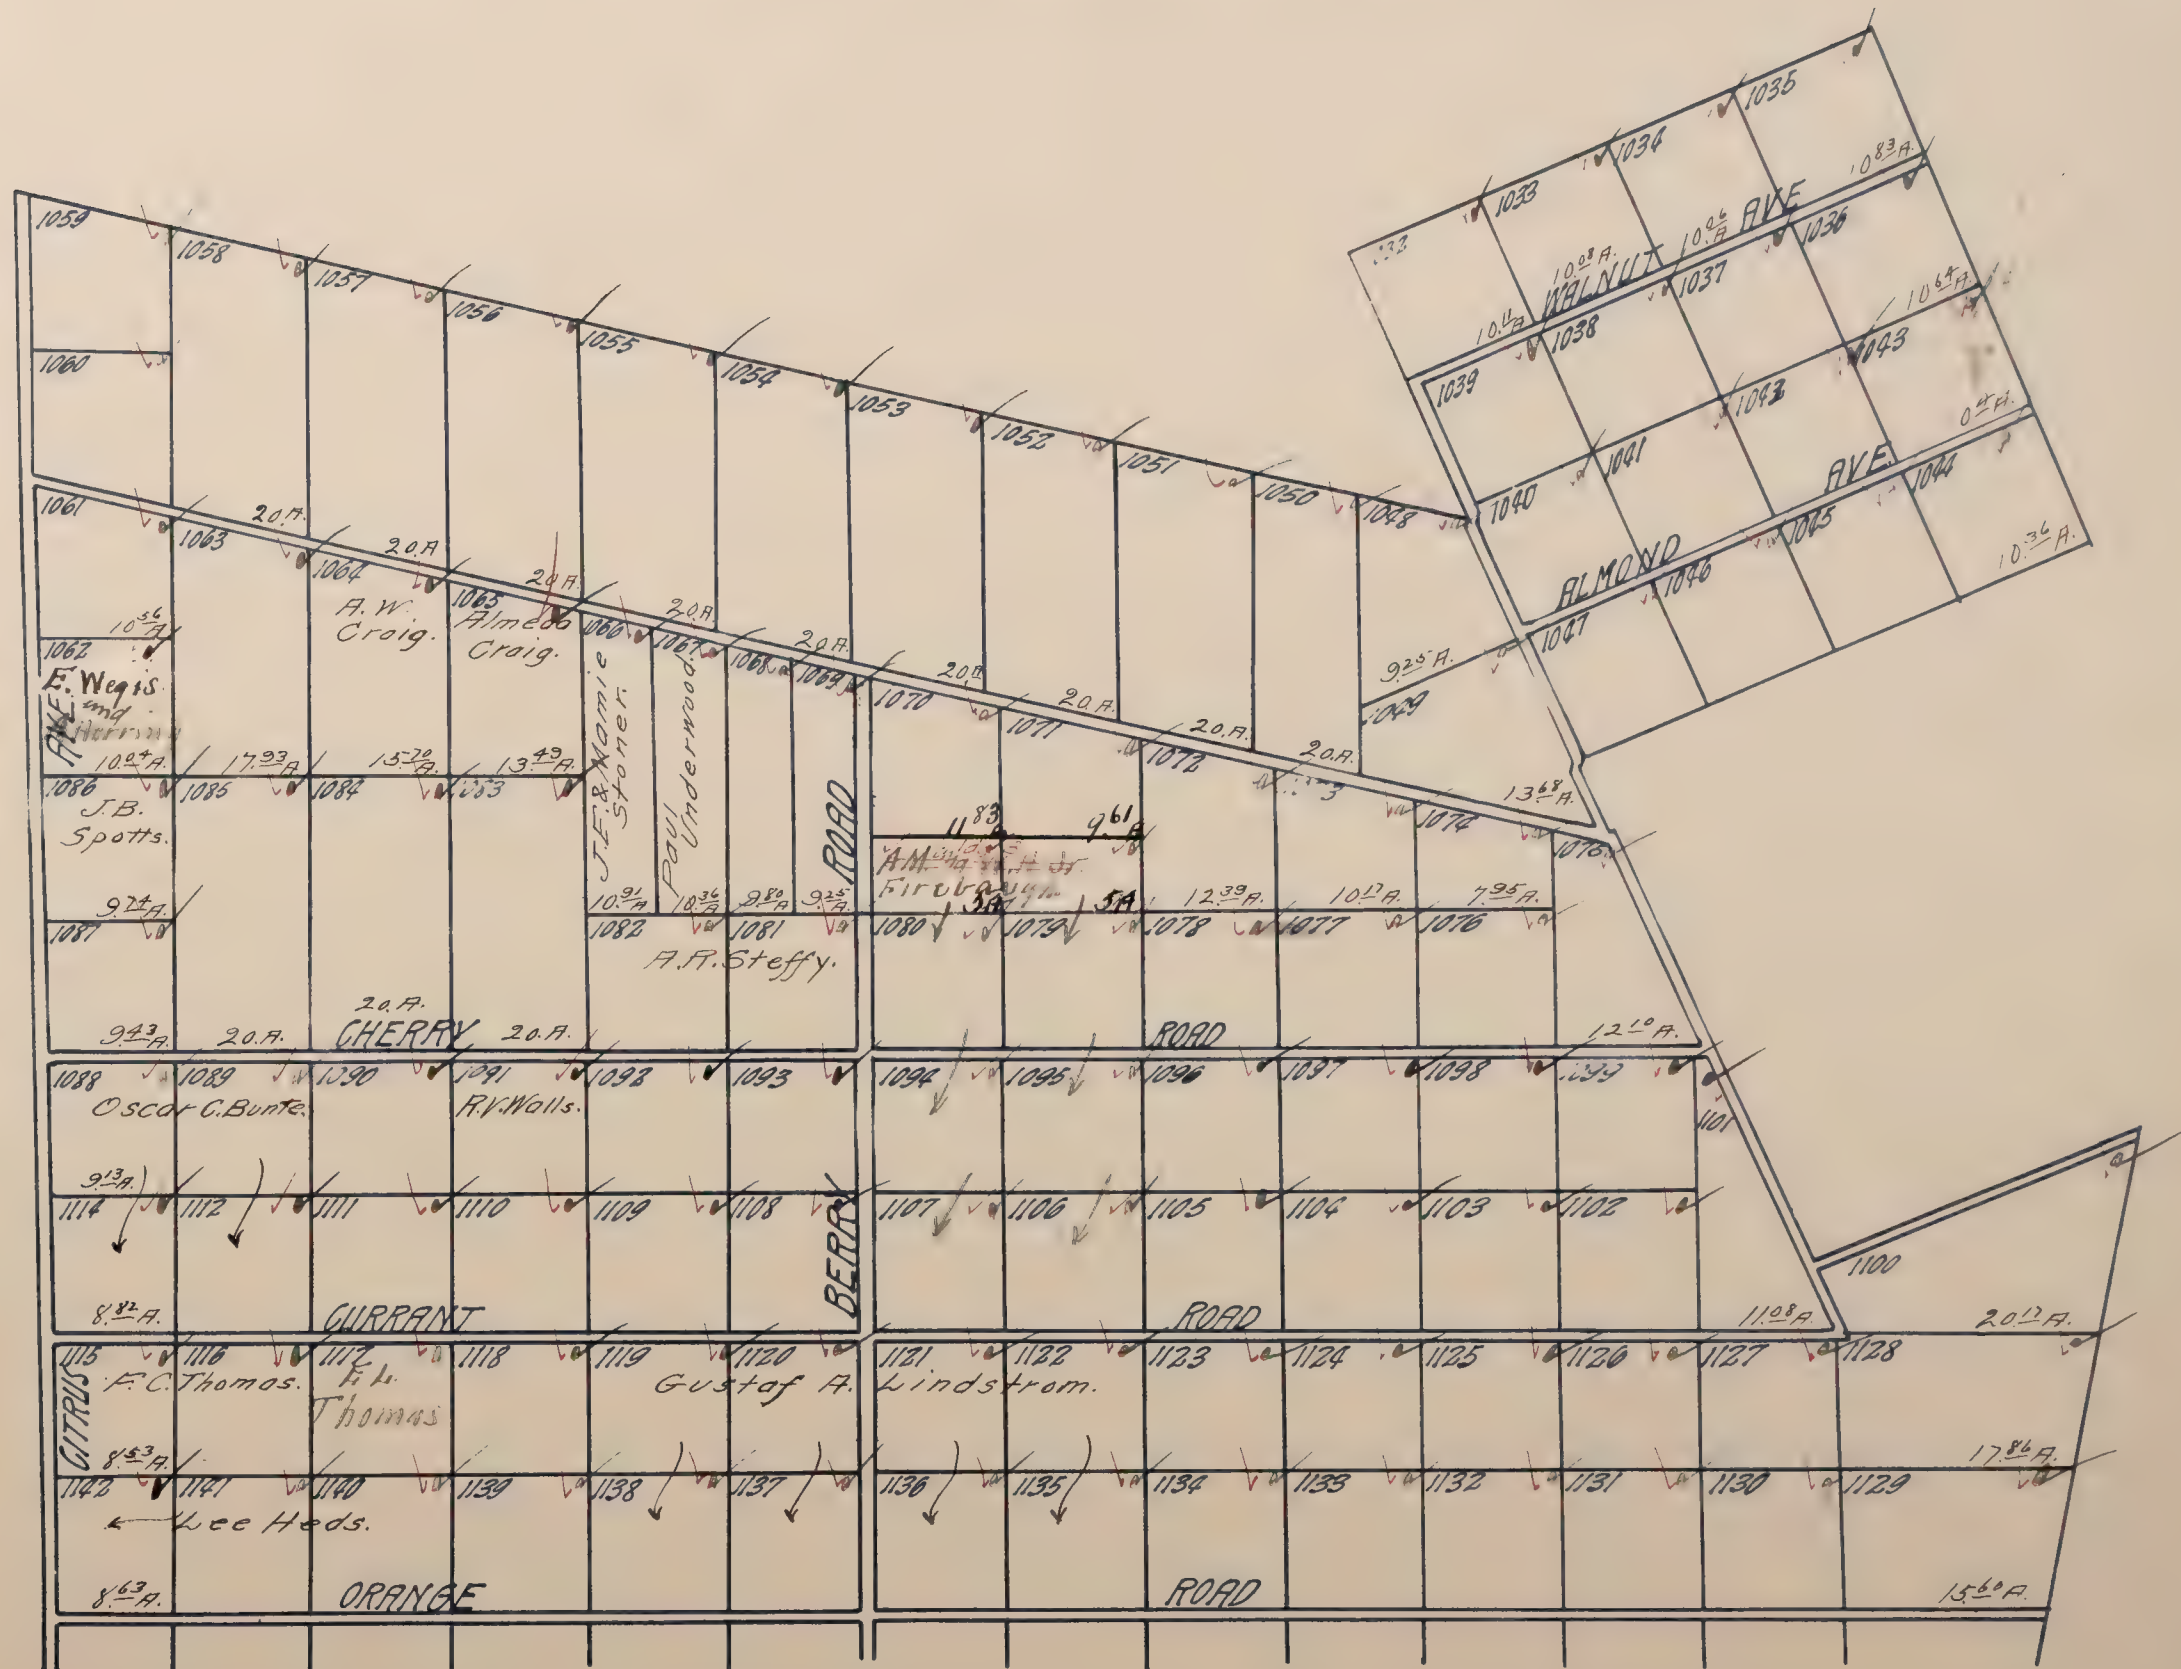 1035
1034
1033
10 83 A.
WALNUT AVE
10 06 A
10 08 A.
10 11 A
1036
1037
1038
1039
10 64 A.
1043
1042
1041
1040
0 4 A.
ALMOND AVE.
1044
1045
1046
1047
10 36 A.
1059
1058
1057
1056
1055
1054
1053
1052
1051
1050
1048
1060
20.A.
20.A
20.A.
20.A.
20.A.
20.A
20.A.
20.A.
20.A.
9 25 A.
1049
13 68 A.
1061
1063
1064
1065
1066
1067
1068
1069
1070
1071
1072
1074
1075
A.W. Craig.
Almeda Craig.
10 56 A
1062
E. Wegis
and
AVE.
J.E. & Mamie Stoner.
Paul Underwood.
ROAD
10 04 A.
17 93 A
15 70 A.
13 49 A
1086
1085
1084
1083
J.B.
Spotts.
11 83 A
9 61 A
Firebaugh
10 91 A
10 36 A
9 80 A
9 25 A.
5A
5A
12 39 A.
10 17 A.
7 95 A.
9 74 A.
1087
1082
1081
1080
1079
1078
1077
1076
A.R. Steffy.
9 43 A.
20.A.
20.A.
20.A.
12 10 A.
CHERRY ROAD
1088
1089
1090
1091
1092
1093
1094
1095
1096
1097
1098
1099
1101
Oscar C. Bunte.
R.V. Walls.
9 13 A.
1114
1112
1111
1110
1109
1108
1107
1106
1105
1104
1103
1102
BERRY
1100
8 82 A.
CURRANT ROAD
11 08 A.
20 17 A.
1115
1116
1117
1118
1119
1120
1121
1122
1123
1124
1125
1126
1127
1128
F.C. Thomas.
Thomas
Gustaf A. Lindstrom.
CITRUS
8 53 A.
17 86 A.
1142
1141
1140
1139
1138
1137
1136
1135
1134
1133
1132
1131
1130
1129
Lee Heds.
8 63 A.
ORANGE ROAD
15 60 A.